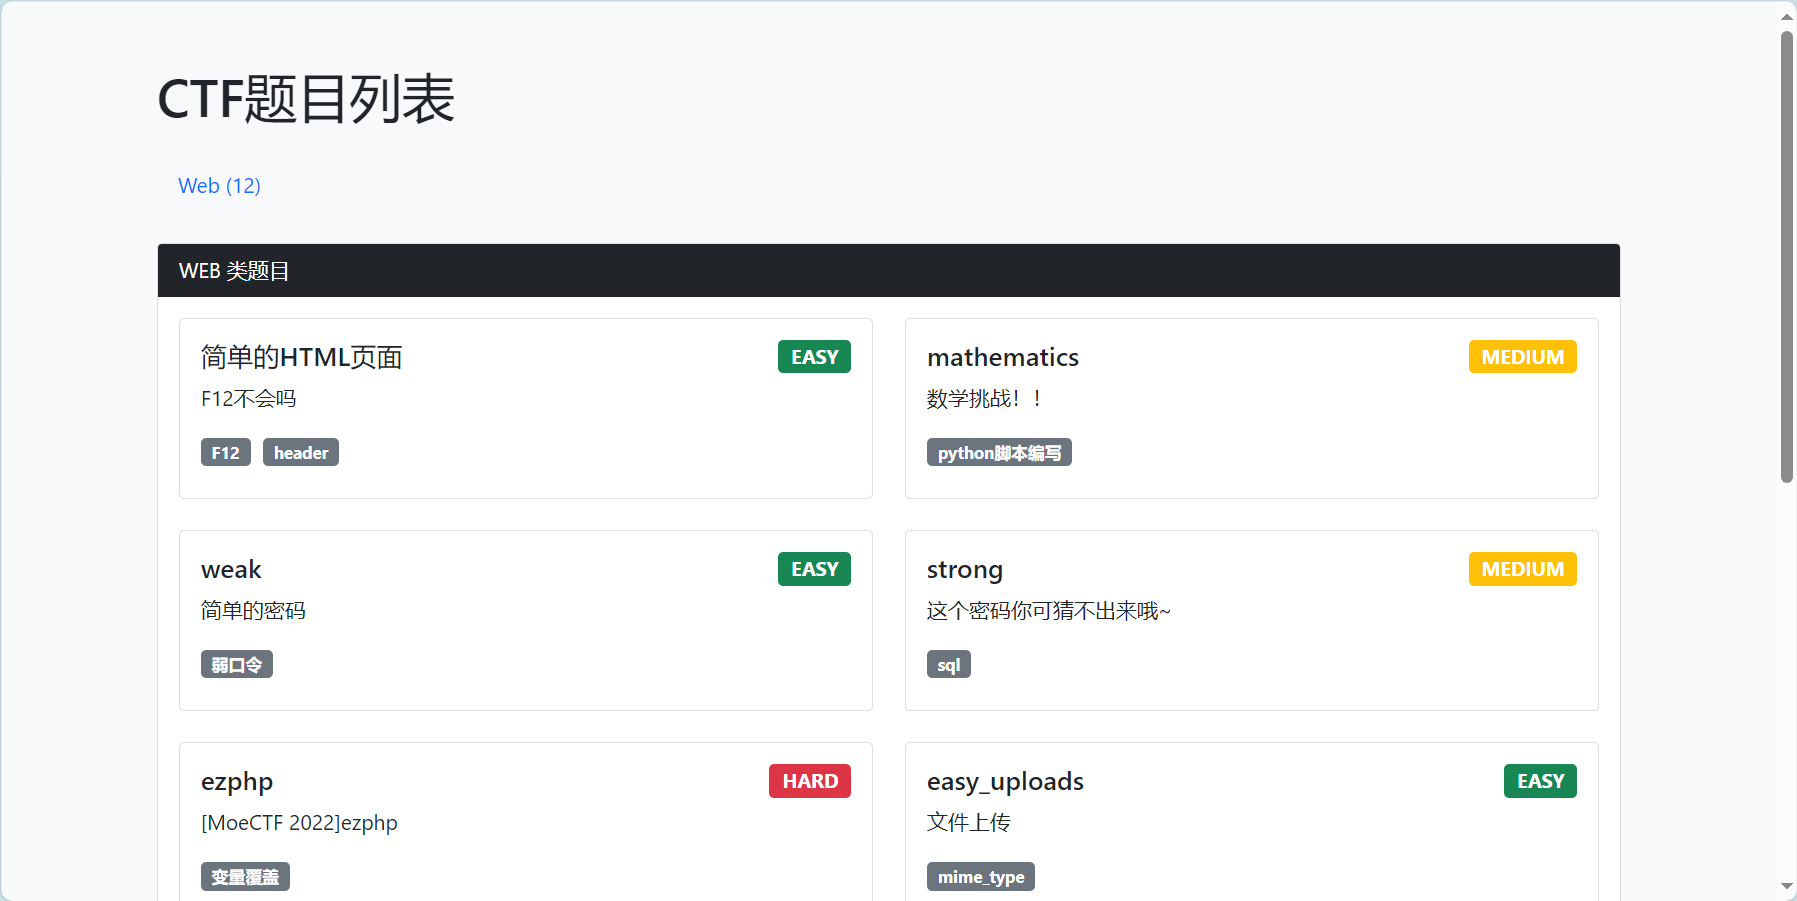 CTF题目列表
Web (12)
WEB 类题目
简单的HTML页面
EASY
F12不会吗
F12 header
mathematics
MEDIUM
数学挑战！！
python脚本编写
weak
EASY
简单的密码
弱口令
strong
MEDIUM
这个密码你可猜不出来哦~
sql
ezphp
HARD
[MoeCTF 2022]ezphp
变量覆盖
easy_uploads
EASY
文件上传
mime_type